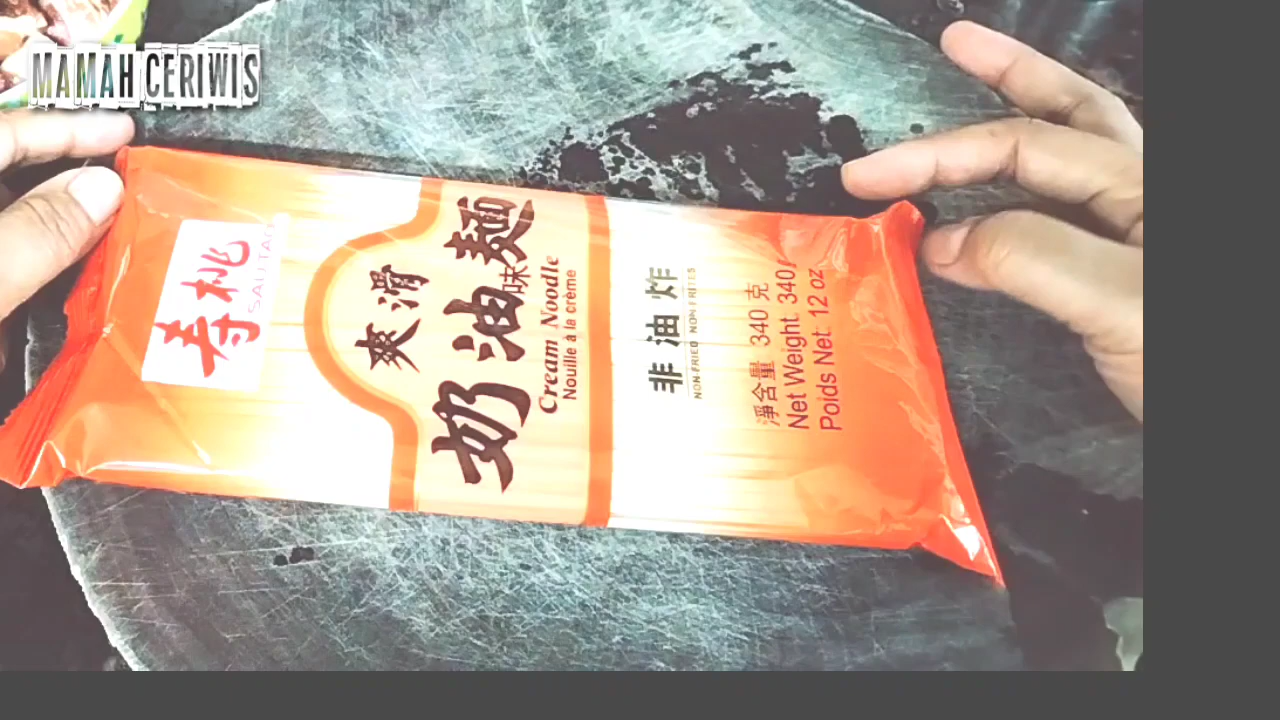 MAMAH CERIWIS
壽桃
SAU TAO
爽滑
奶油味麵
Cream Noodle
Nouille à la crème
非油炸
NON-FRIED NON FRITES
淨含量 340 克
Net Weight: 340g
Poids Net: 12 oz